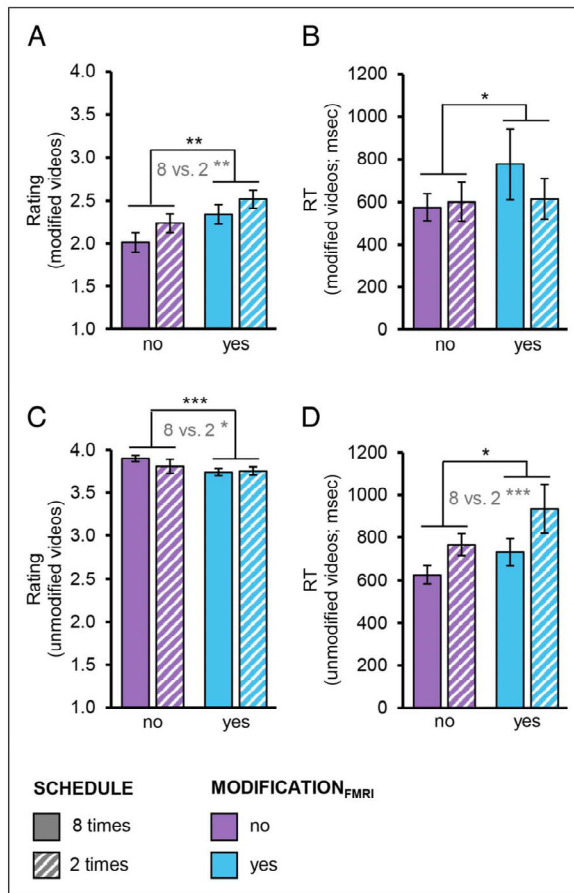 A
Rating
(modified videos)
4.0
3.5
3.0
2.5
2.0
1.5
1.0
**
8 vs. 2 **
no yes
B
RT
(modified videos; msec)
1200
1000
800
600
400
200
0
*
no yes
C
Rating
(unmodified videos)
4.0
3.5
3.0
2.5
2.0
1.5
1.0
***
8 vs. 2 *
no yes
D
RT
(unmodified videos; msec)
1200
1000
800
600
400
200
0
*
8 vs. 2 ***
no yes
SCHEDULE
8 times
2 times
MODIFICATIONFMRI
no
yes